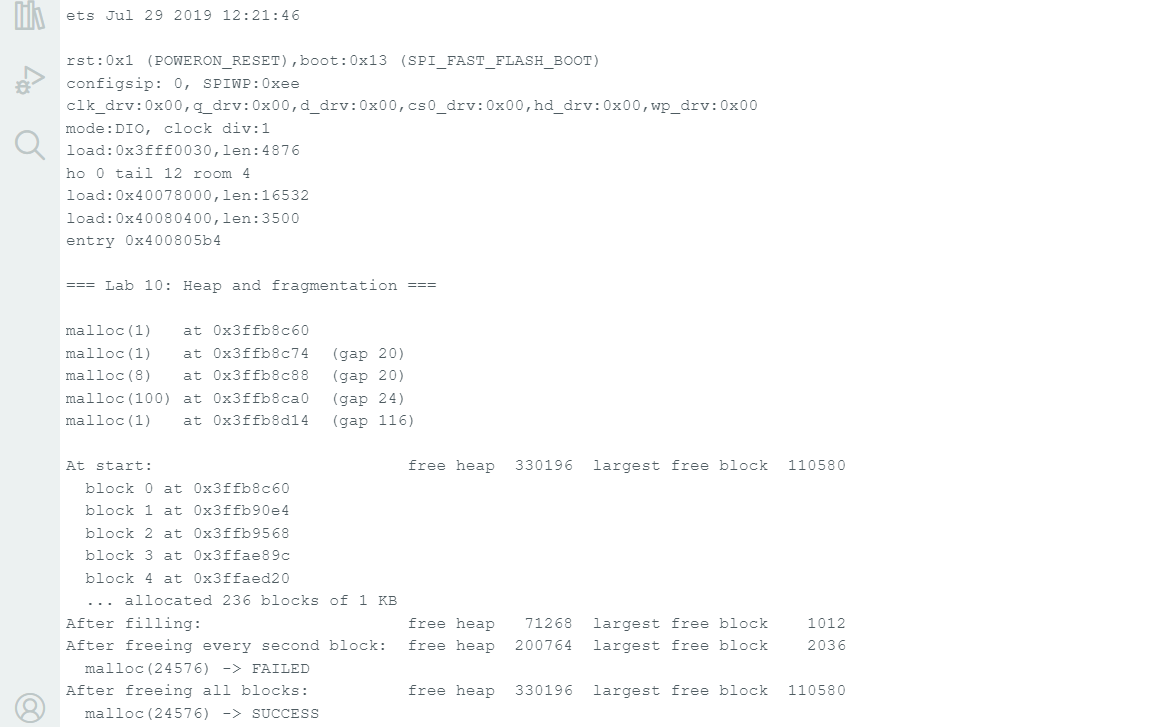 ets Jul 29 2019 12:21:46
rst:0x1 (POWERON_RESET),boot:0x13 (SPI_FAST_FLASH_BOOT)
configsip: 0, SPIWP:0xee
clk_drv:0x00,q_drv:0x00,d_drv:0x00,cs0_drv:0x00,hd_drv:0x00,wp_drv:0x00
mode:DIO, clock div:1
load:0x3fff0030,len:4876
ho 0 tail 12 room 4
load:0x40078000,len:16532
load:0x40080400,len:3500
entry 0x400805b4
=== Lab 10: Heap and fragmentation ===
malloc(1)   at 0x3ffb8c60
malloc(1)   at 0x3ffb8c74  (gap 20)
malloc(8)   at 0x3ffb8c88  (gap 20)
malloc(100) at 0x3ffb8ca0  (gap 24)
malloc(1)   at 0x3ffb8d14  (gap 116)
At start:                          free heap  330196  largest free block  110580
  block 0 at 0x3ffb8c60
  block 1 at 0x3ffb90e4
  block 2 at 0x3ffb9568
  block 3 at 0x3ffae89c
  block 4 at 0x3ffaed20
  ... allocated 236 blocks of 1 KB
After filling:                     free heap   71268  largest free block    1012
After freeing every second block:  free heap  200764  largest free block    2036
  malloc(24576) -> FAILED
After freeing all blocks:          free heap  330196  largest free block  110580
  malloc(24576) -> SUCCESS